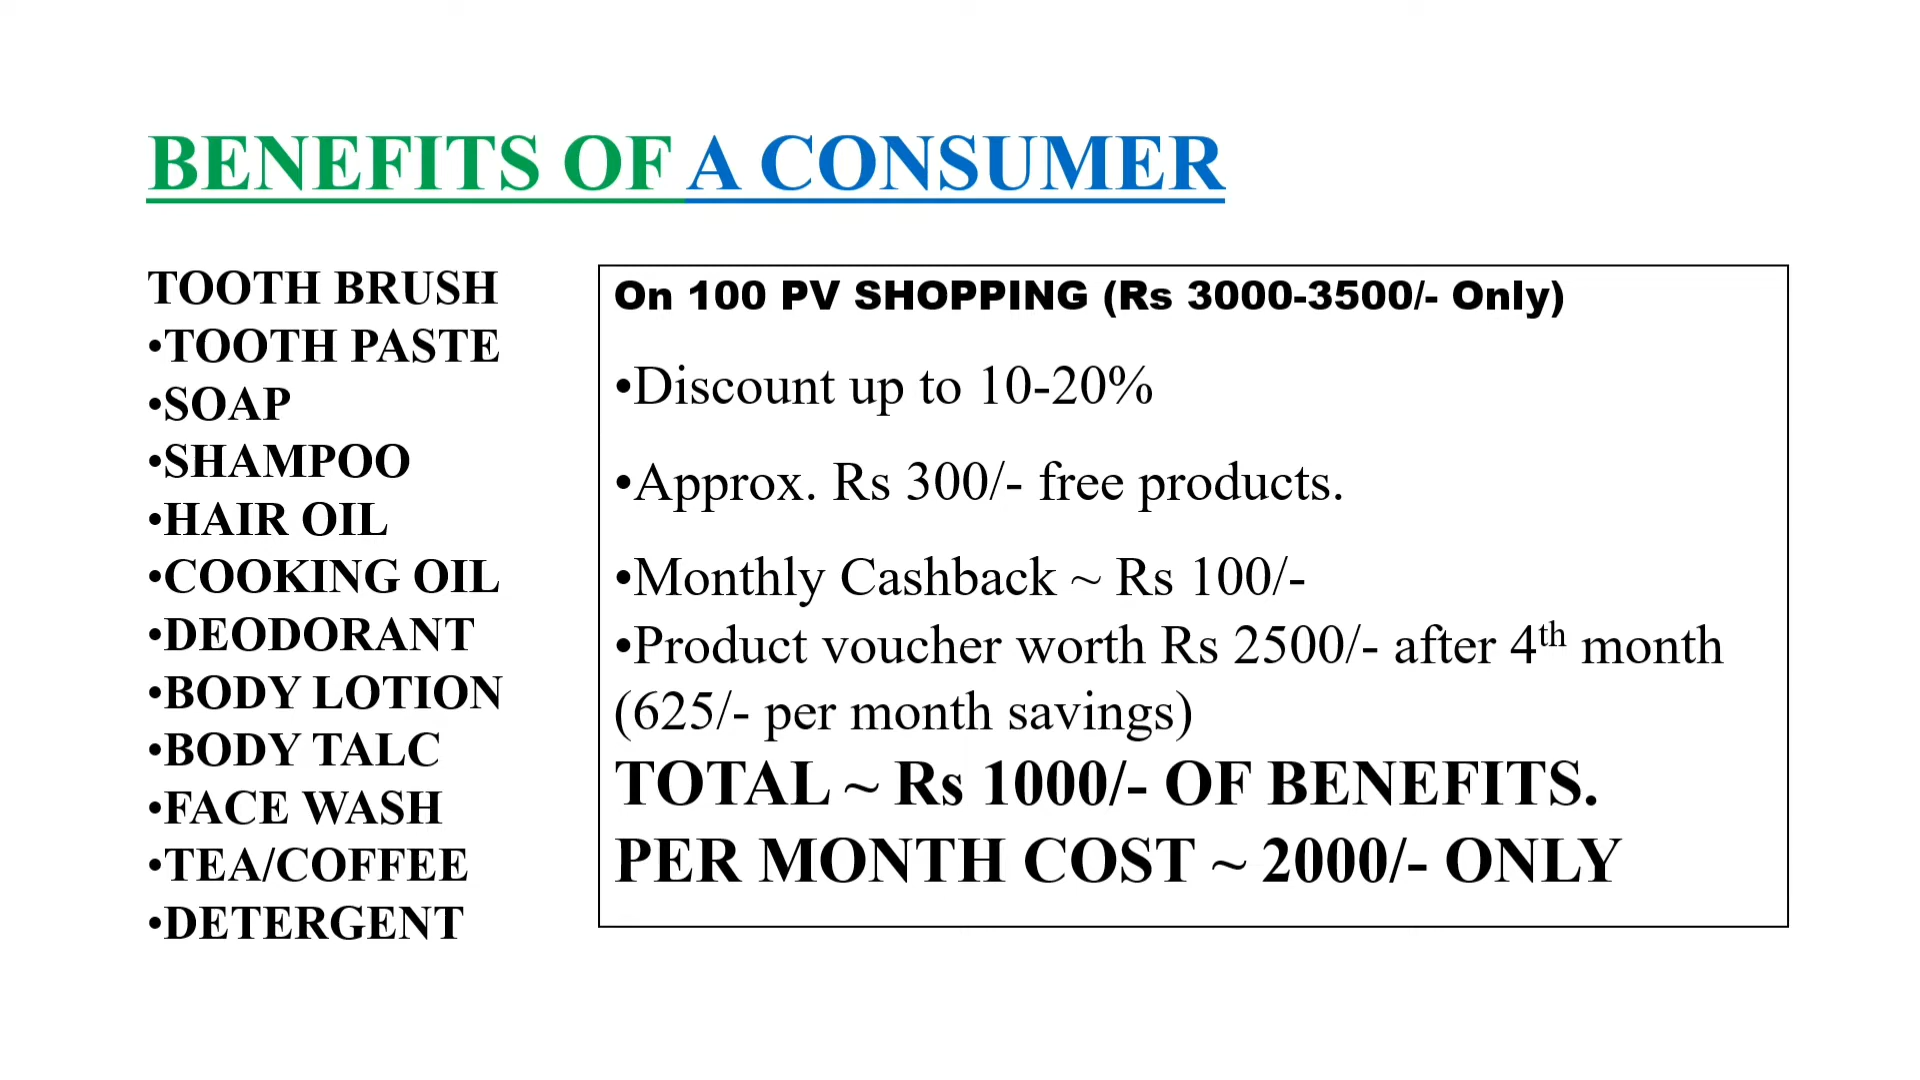 BENEFITS OF A CONSUMER
TOOTH BRUSH
•TOOTH PASTE
•SOAP
•SHAMPOO
•HAIR OIL
•COOKING OIL
•DEODORANT
•BODY LOTION
•BODY TALC
•FACE WASH
•TEA/COFFEE
•DETERGENT
On 100 PV SHOPPING (Rs 3000-3500/- Only)
•Discount up to 10-20%
•Approx. Rs 300/- free products.
•Monthly Cashback ~ Rs 100/-
•Product voucher worth Rs 2500/- after 4th month
(625/- per month savings)
TOTAL ~ Rs 1000/- OF BENEFITS.
PER MONTH COST ~ 2000/- ONLY